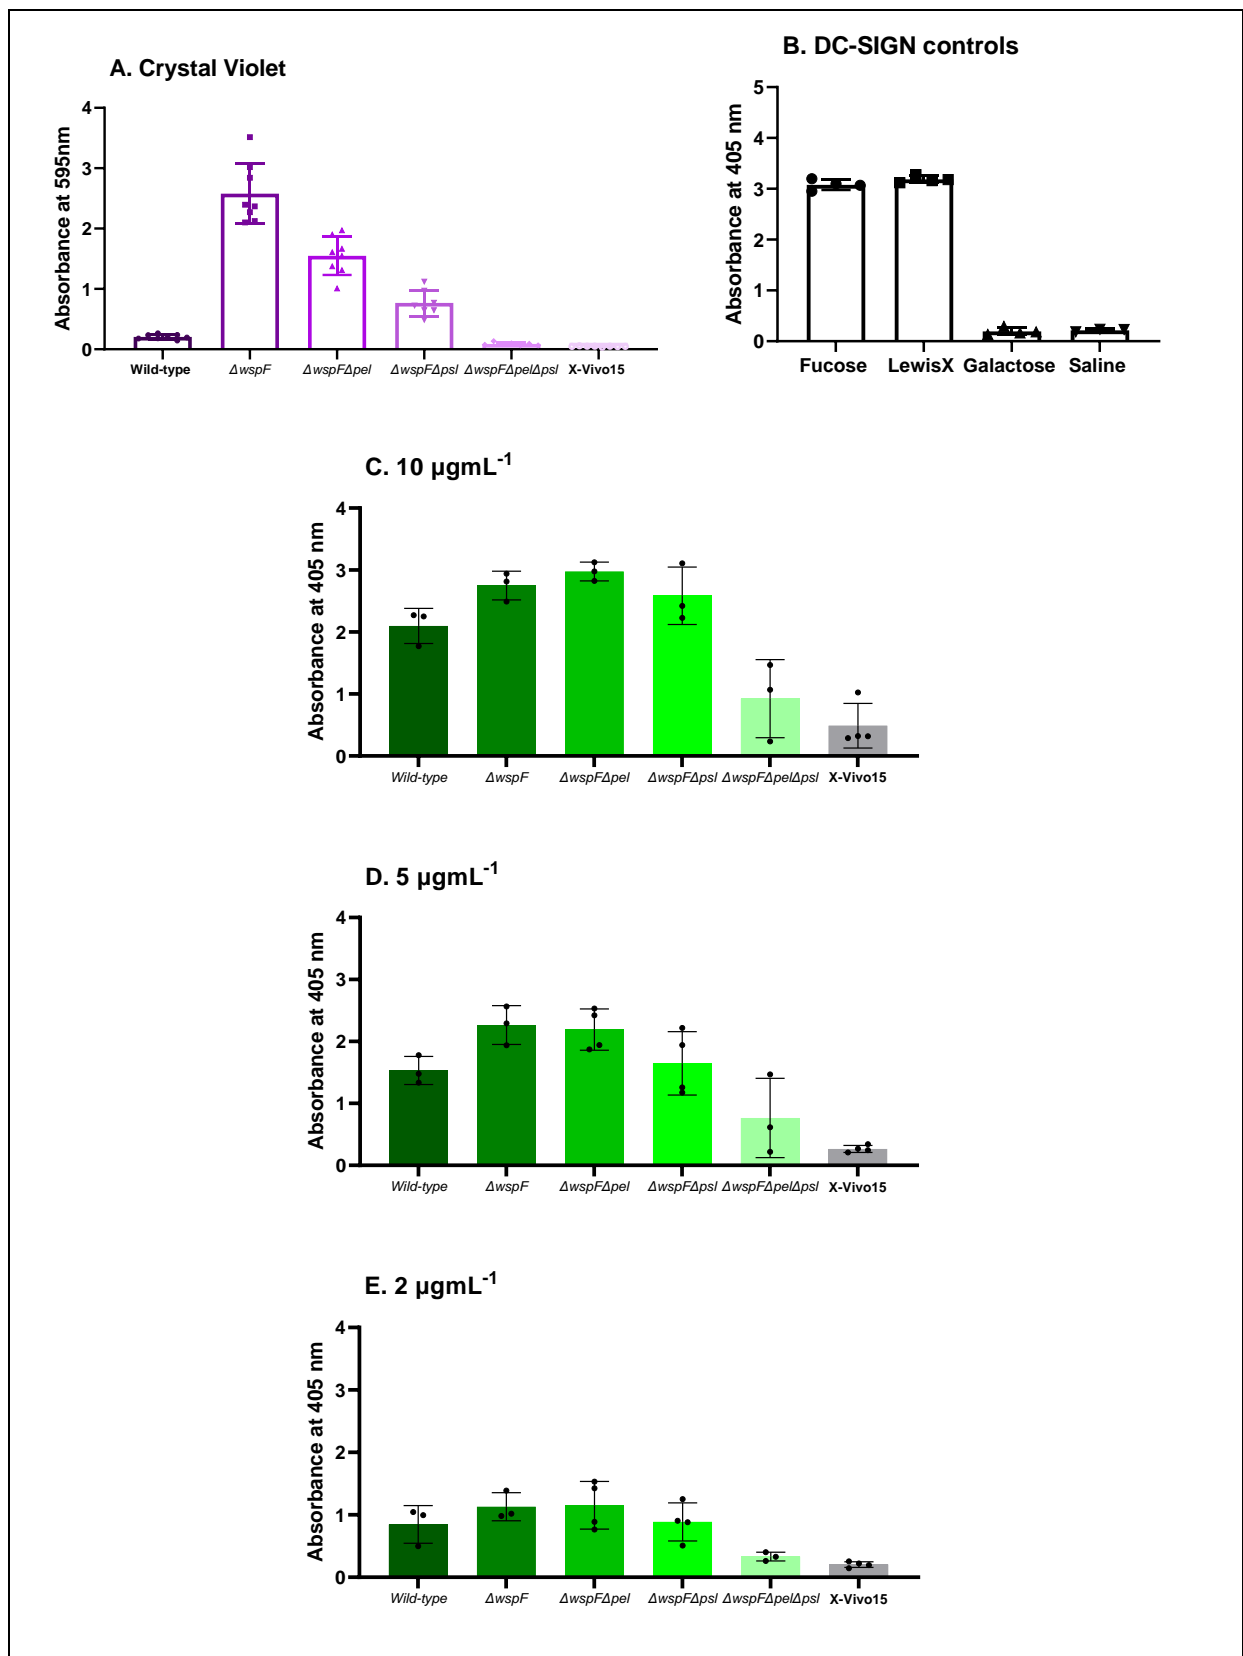 A. Crystal Violet
Absorbance at 595nm
4
3
2
1
0
Wild-type ΔwspF ΔwspFΔpel ΔwspFΔpsl ΔwspFΔpelΔpsl X-Vivo15
B. DC-SIGN controls
Absorbance at 405 nm
5
4
3
2
1
0
Fucose LewisX Galactose Saline
C. 10 µgmL⁻¹
Absorbance at 405 nm
4
3
2
1
0
Wild-type ΔwspF ΔwspFΔpel ΔwspFΔpsl ΔwspFΔpelΔpsl X-Vivo15
D. 5 µgmL⁻¹
Absorbance at 405 nm
4
3
2
1
0
Wild-type ΔwspF ΔwspFΔpel ΔwspFΔpsl ΔwspFΔpelΔpsl X-Vivo15
E. 2 µgmL⁻¹
Absorbance at 405 nm
4
3
2
1
0
Wild-type ΔwspF ΔwspFΔpel ΔwspFΔpsl ΔwspFΔpelΔpsl X-Vivo15